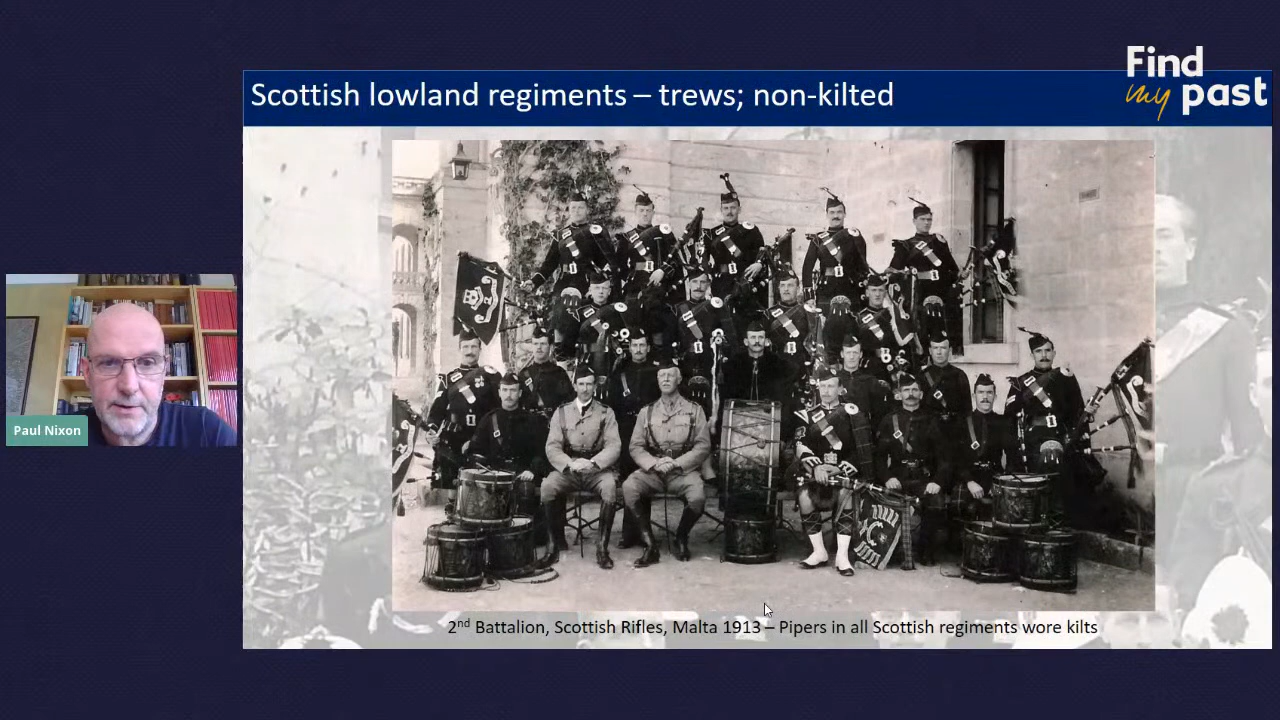 Find
my past
Scottish lowland regiments – trews; non-kilted
Paul Nixon
2nd Battalion, Scottish Rifles, Malta 1913 – Pipers in all Scottish regiments wore kilts